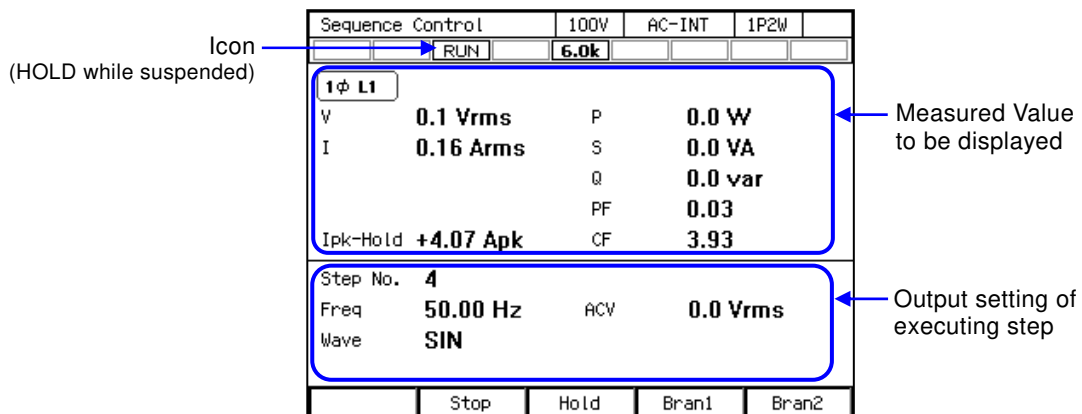 Sequence Control 100V AC-INT 1P2W
Icon
(HOLD while suspended)
RUN 6.0k
1ϕ L1
V 0.1 Vrms P 0.0 W
I 0.16 Arms S 0.0 VA
Q 0.0 var
PF 0.03
Ipk-Hold +4.07 Apk CF 3.93
Measured Value
to be displayed
Step No. 4
Freq 50.00 Hz ACV 0.0 Vrms
Wave SIN
Output setting of
executing step
Stop Hold Bran1 Bran2